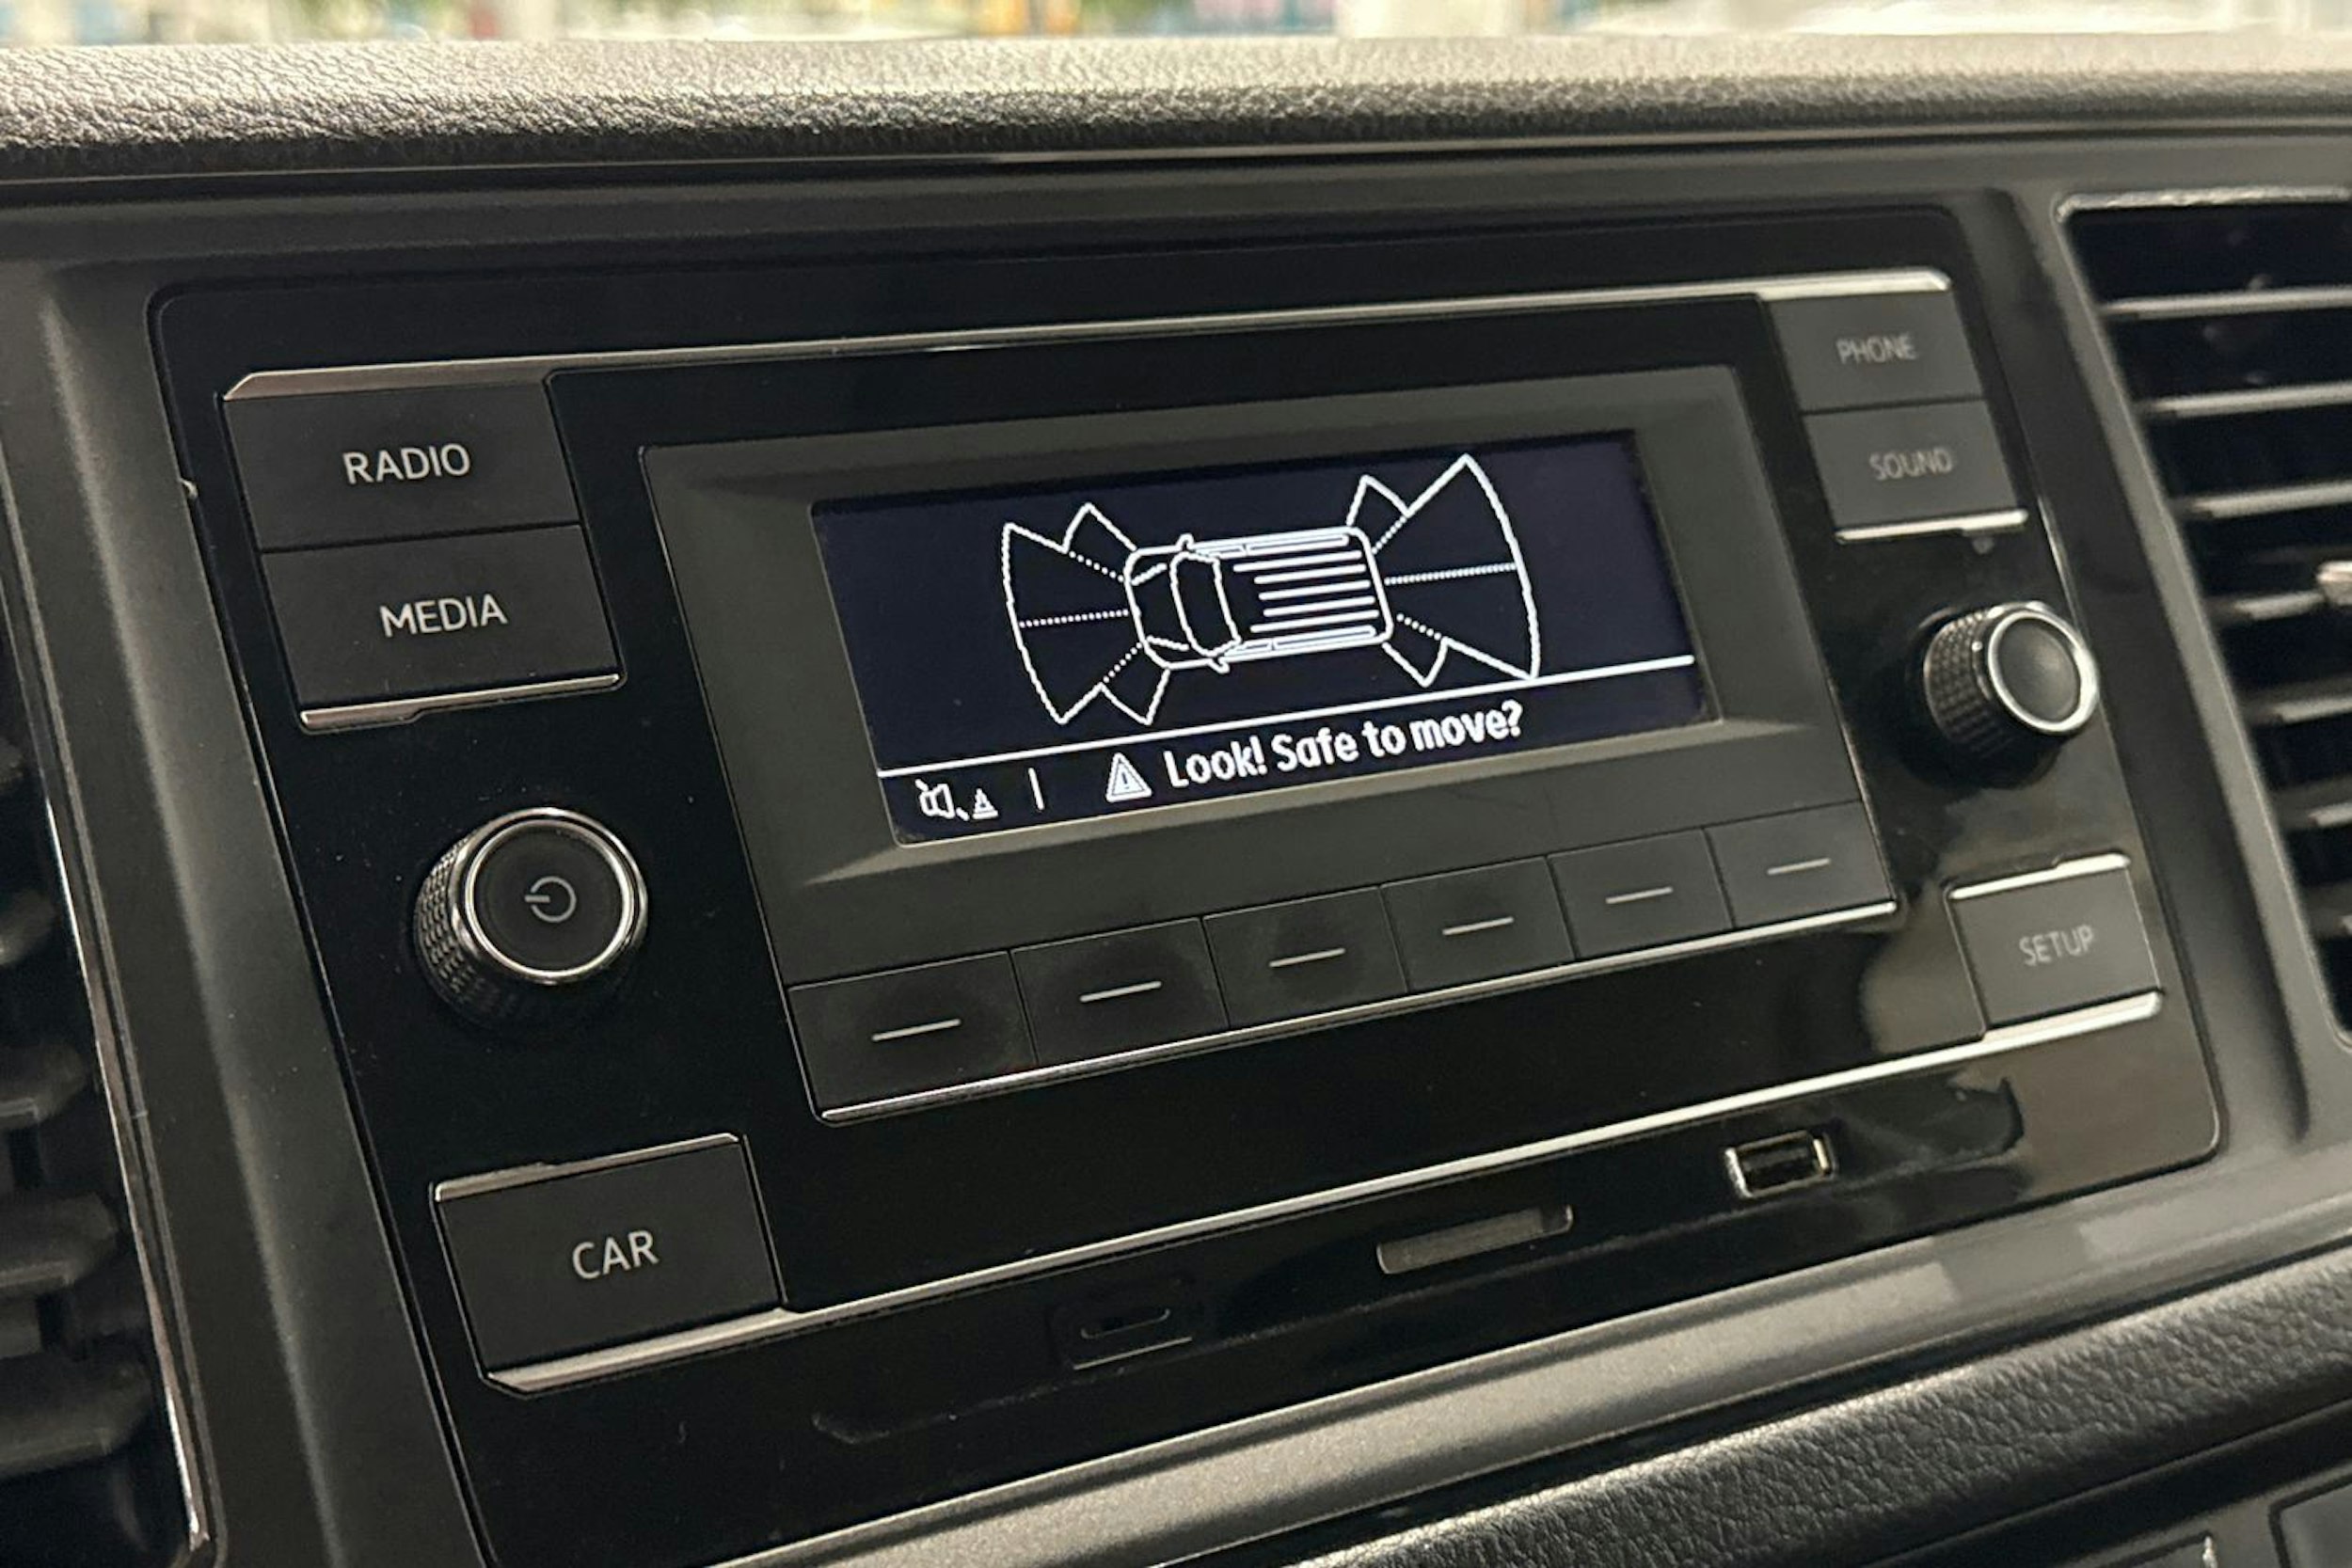 PHONE
RADIO
SOUND
MEDIA
Look! Safe to move?
SETUP
CAR